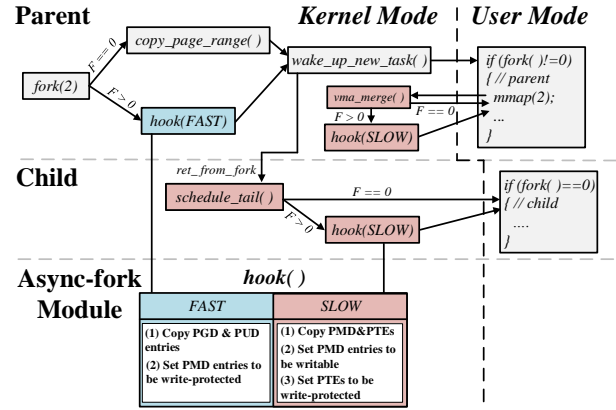 Parent
Kernel Mode
User Mode
copy_page_range( )
F== 0
fork(2)
F > 0
hook(FAST)
wake_up_new_task( )
vma_merge( )
F > 0
F == 0
hook(SLOW)
if (fork( )!=0)
{ // parent
mmap(2);
...
}
Child
ret_from_fork
schedule_tail( )
F == 0
F > 0
hook(SLOW)
if (fork( )==0)
{ // child
....
}
Async-fork
Module
hook( )
FAST
(1) Copy PGD & PUD
entries
(2) Set PMD entries to
be write-protected
SLOW
(1) Copy PMD&PTEs
(2) Set PMD entries to
be writable
(3) Set PTEs to be
write-protected